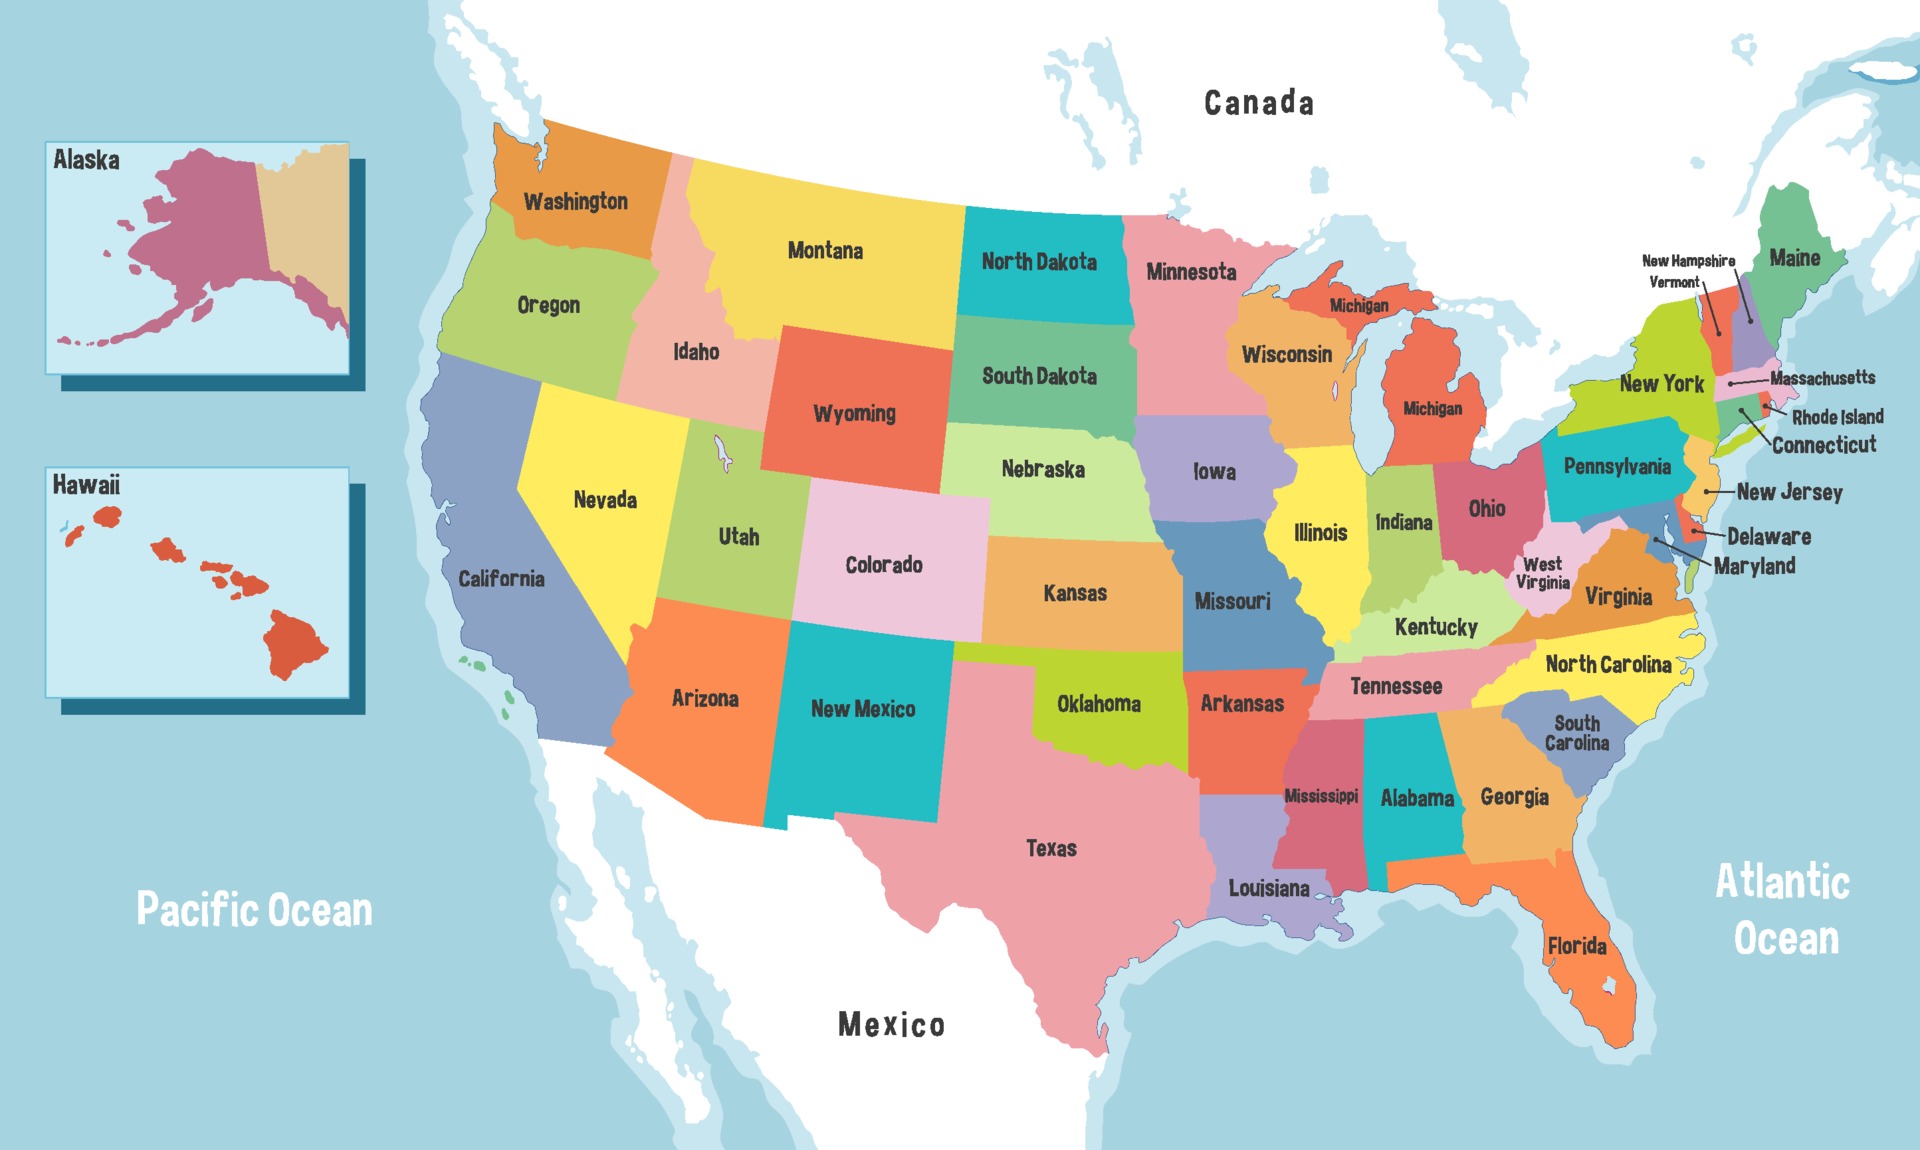 Canada
Alaska
Hawaii
Pacific Ocean
Washington
Oregon
California
Nevada
Idaho
Montana
Wyoming
Utah
Colorado
Arizona
New Mexico
North Dakota
South Dakota
Nebraska
Kansas
Oklahoma
Texas
Minnesota
Iowa
Missouri
Arkansas
Louisiana
Wisconsin
Michigan
Michigan
Illinois
Indiana
Ohio
Kentucky
Tennessee
Mississippi
Alabama
Georgia
Florida
South
Carolina
North Carolina
Virginia
West
Virginia
Pennsylvania
New York
New Hampshire
Vermont
Maine
Massachusetts
Rhode Island
Connecticut
New Jersey
Delaware
Maryland
Mexico
Atlantic
Ocean